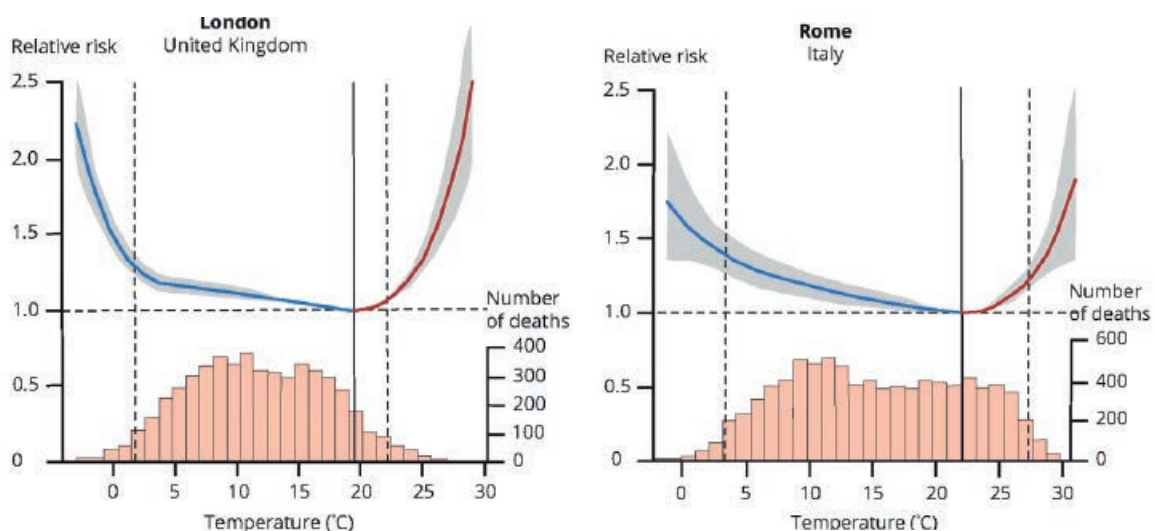 London
United Kingdom
Relative risk
2.5
2.0
1.5
1.0
0.5
0
Number
of deaths
400
300
200
100
0
0 5 10 15 20 25 30
Temperature (˚C)
Rome
Italy
Relative risk
2.5
2.0
1.5
1.0
0.5
0
Number
of deaths
600
400
200
0
0 5 10 15 20 25 30
Temperature (˚C)